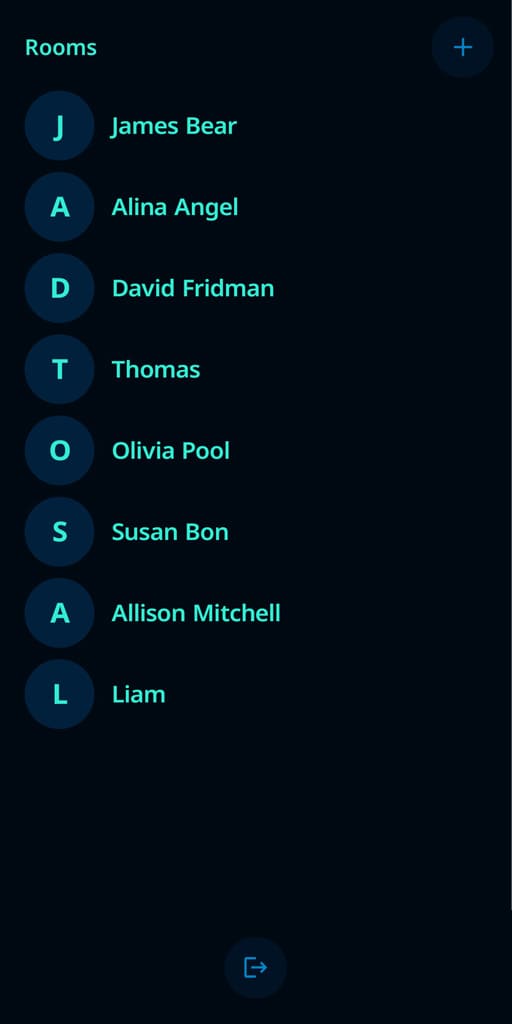 Rooms
J James Bear
A Alina Angel
D David Fridman
T Thomas
O Olivia Pool
S Susan Bon
A Allison Mitchell
L Liam